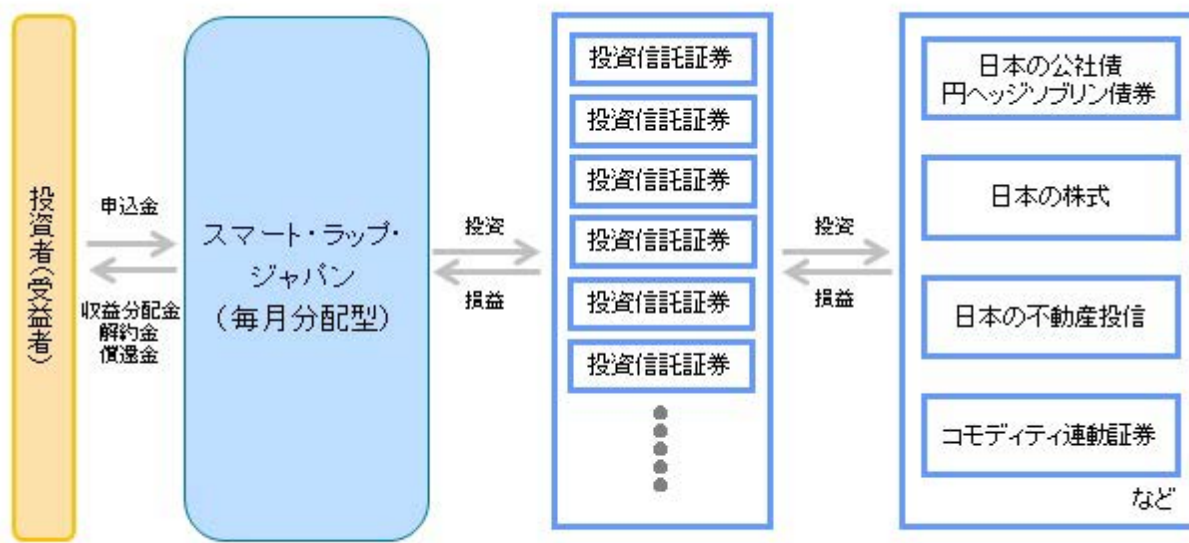 投資者(受益者)
申込金
収益分配金
解約金
償還金
スマート・ラップ・
ジャパン
(毎月分配型)
投資
損益
投資信託証券
投資信託証券
投資信託証券
投資信託証券
投資信託証券
投資信託証券
投資
損益
日本の公社債
円ヘッジソブリン債券
日本の株式
日本の不動産投信
コモディティ連動証券
など